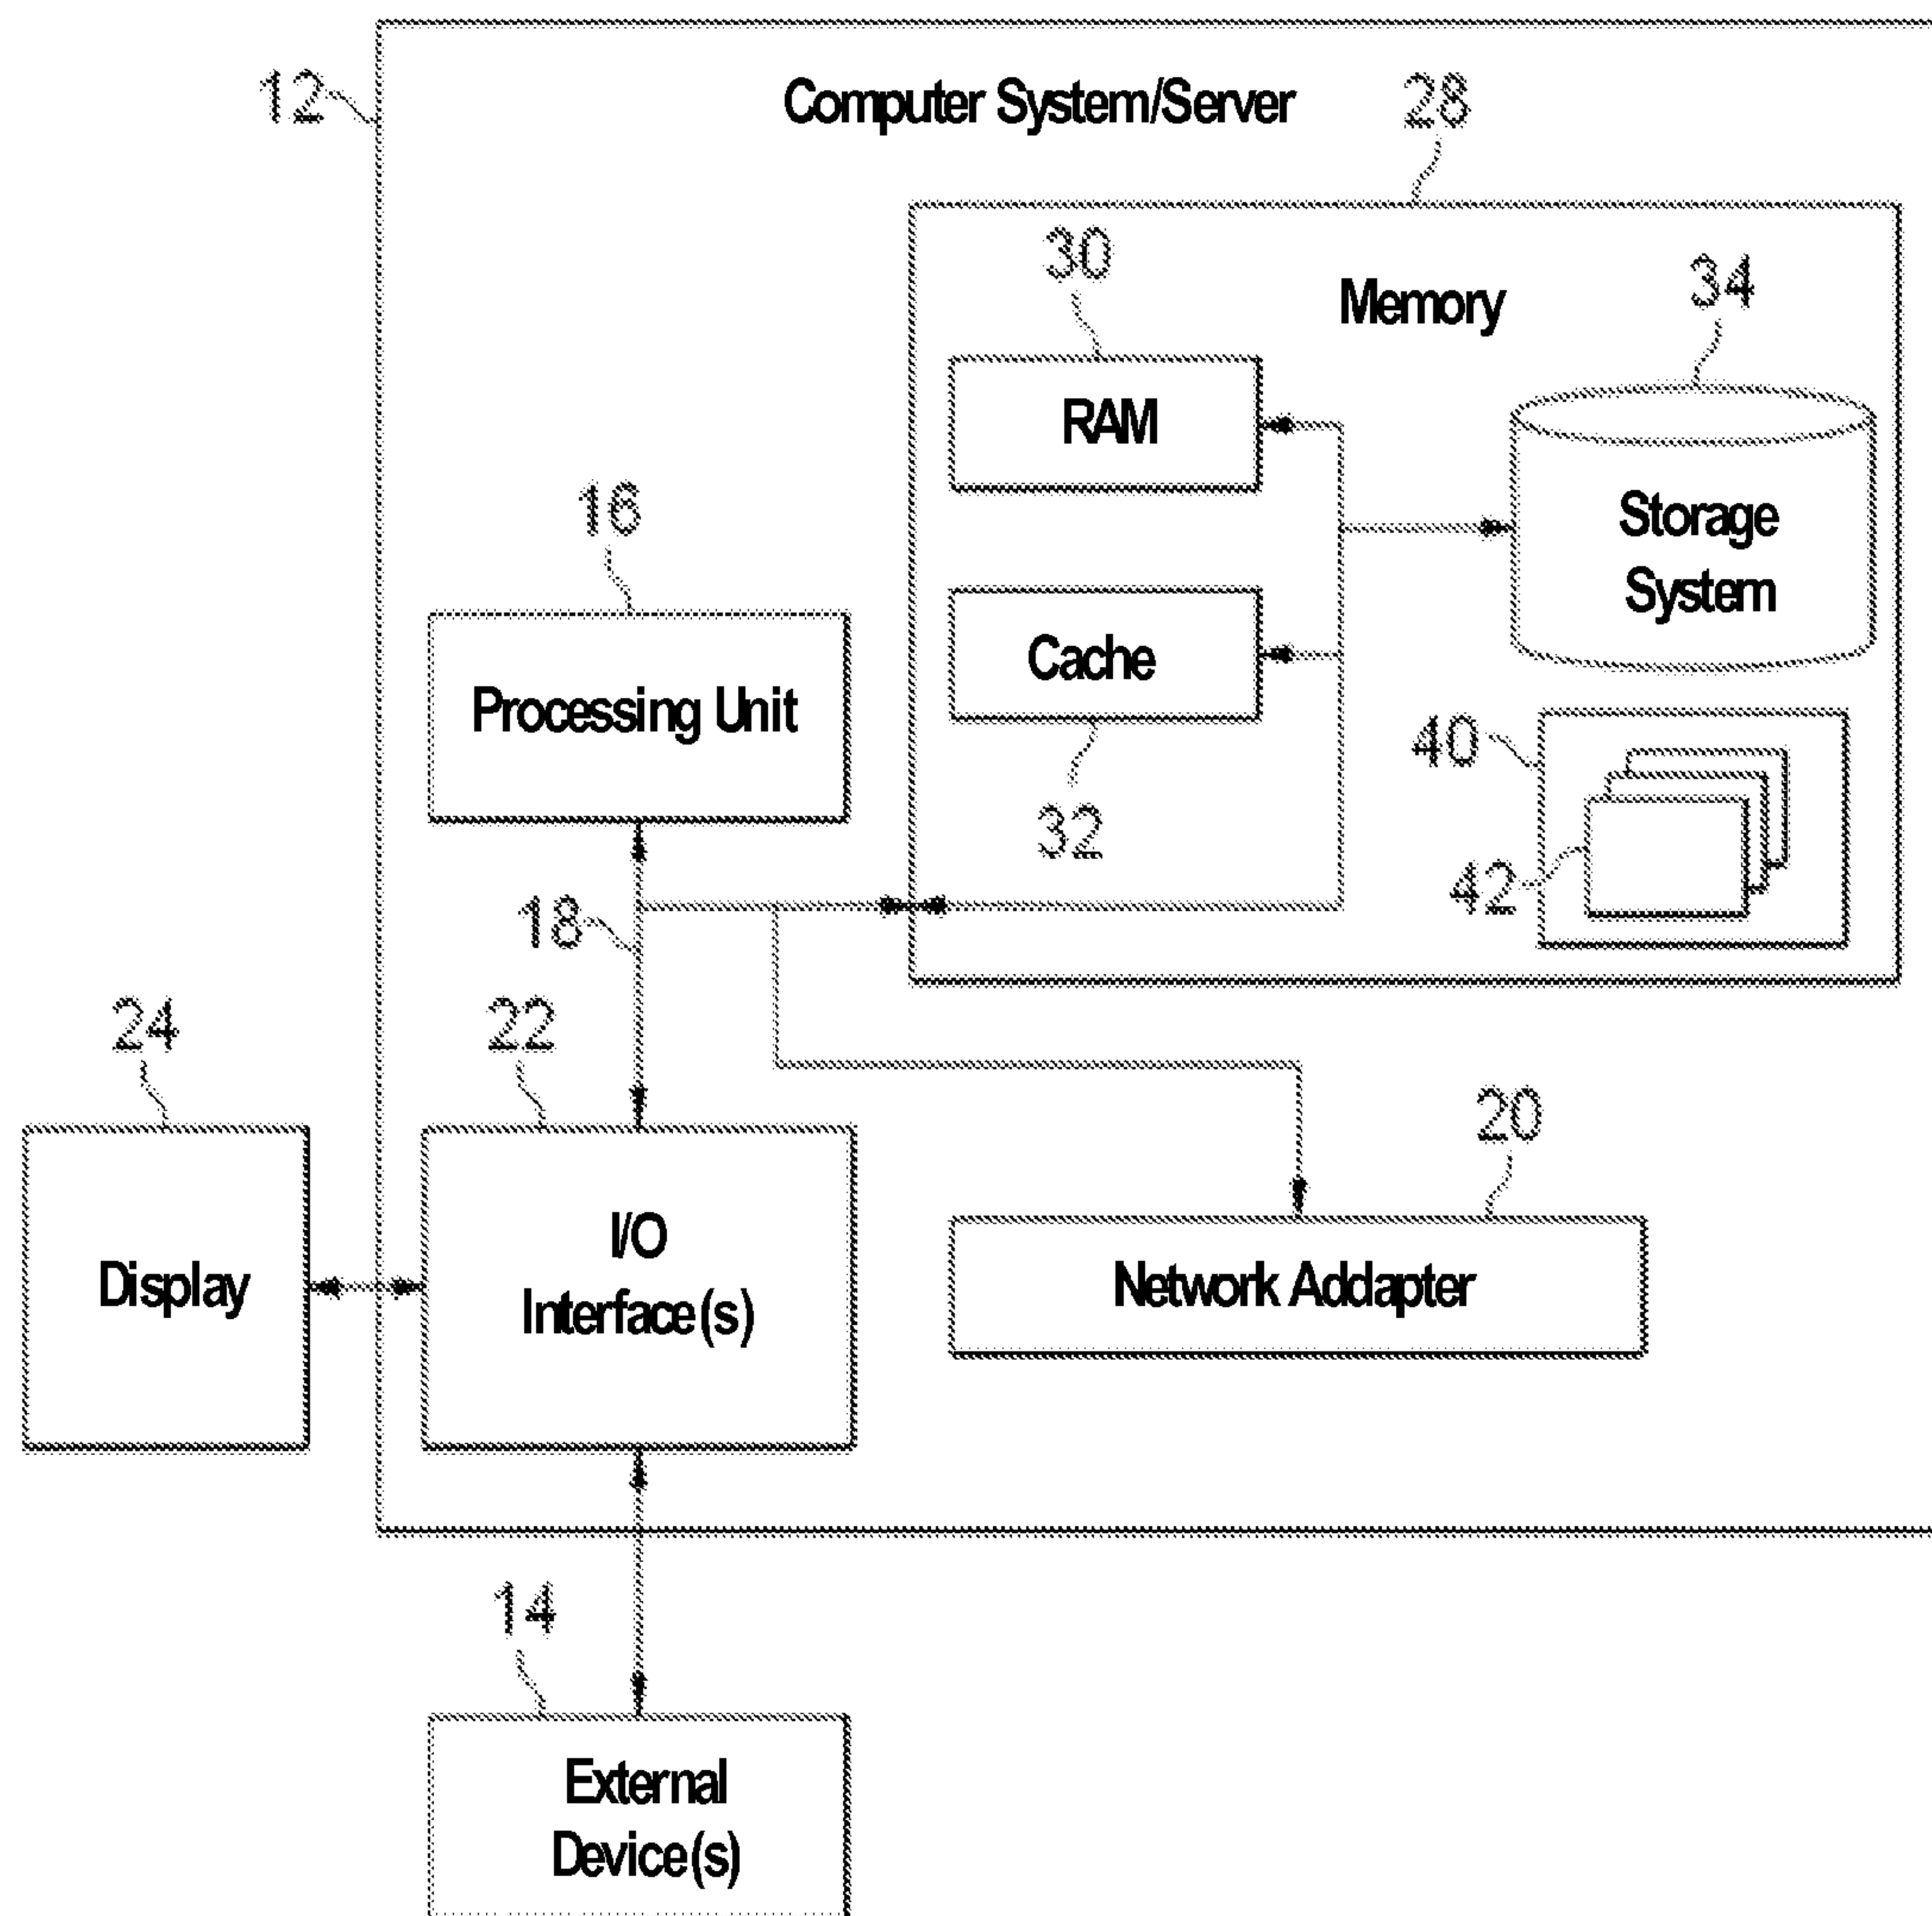 12
Computer System/Server
28
30
Memory
34
RAM
16
Storage
System
Cache
Processing Unit
40
32
42
18
24
22
20
I/O
Interface(s)
Display
Network Addapter
14
External
Device(s)